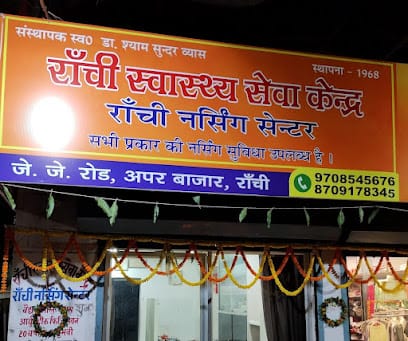 संस्थापक स्व० डा. श्याम सुन्दर व्यास
स्थापना - 1968
राँची स्वास्थ्य सेवा केन्द्र
राँची नर्सिंग सेन्टर
सभी प्रकार की नर्सिंग सुविधा उपलब्ध है।
जे. जे. रोड, अपर बाजार, राँची
9708545676
8709178345
राँची नर्सिंग सेन्टर